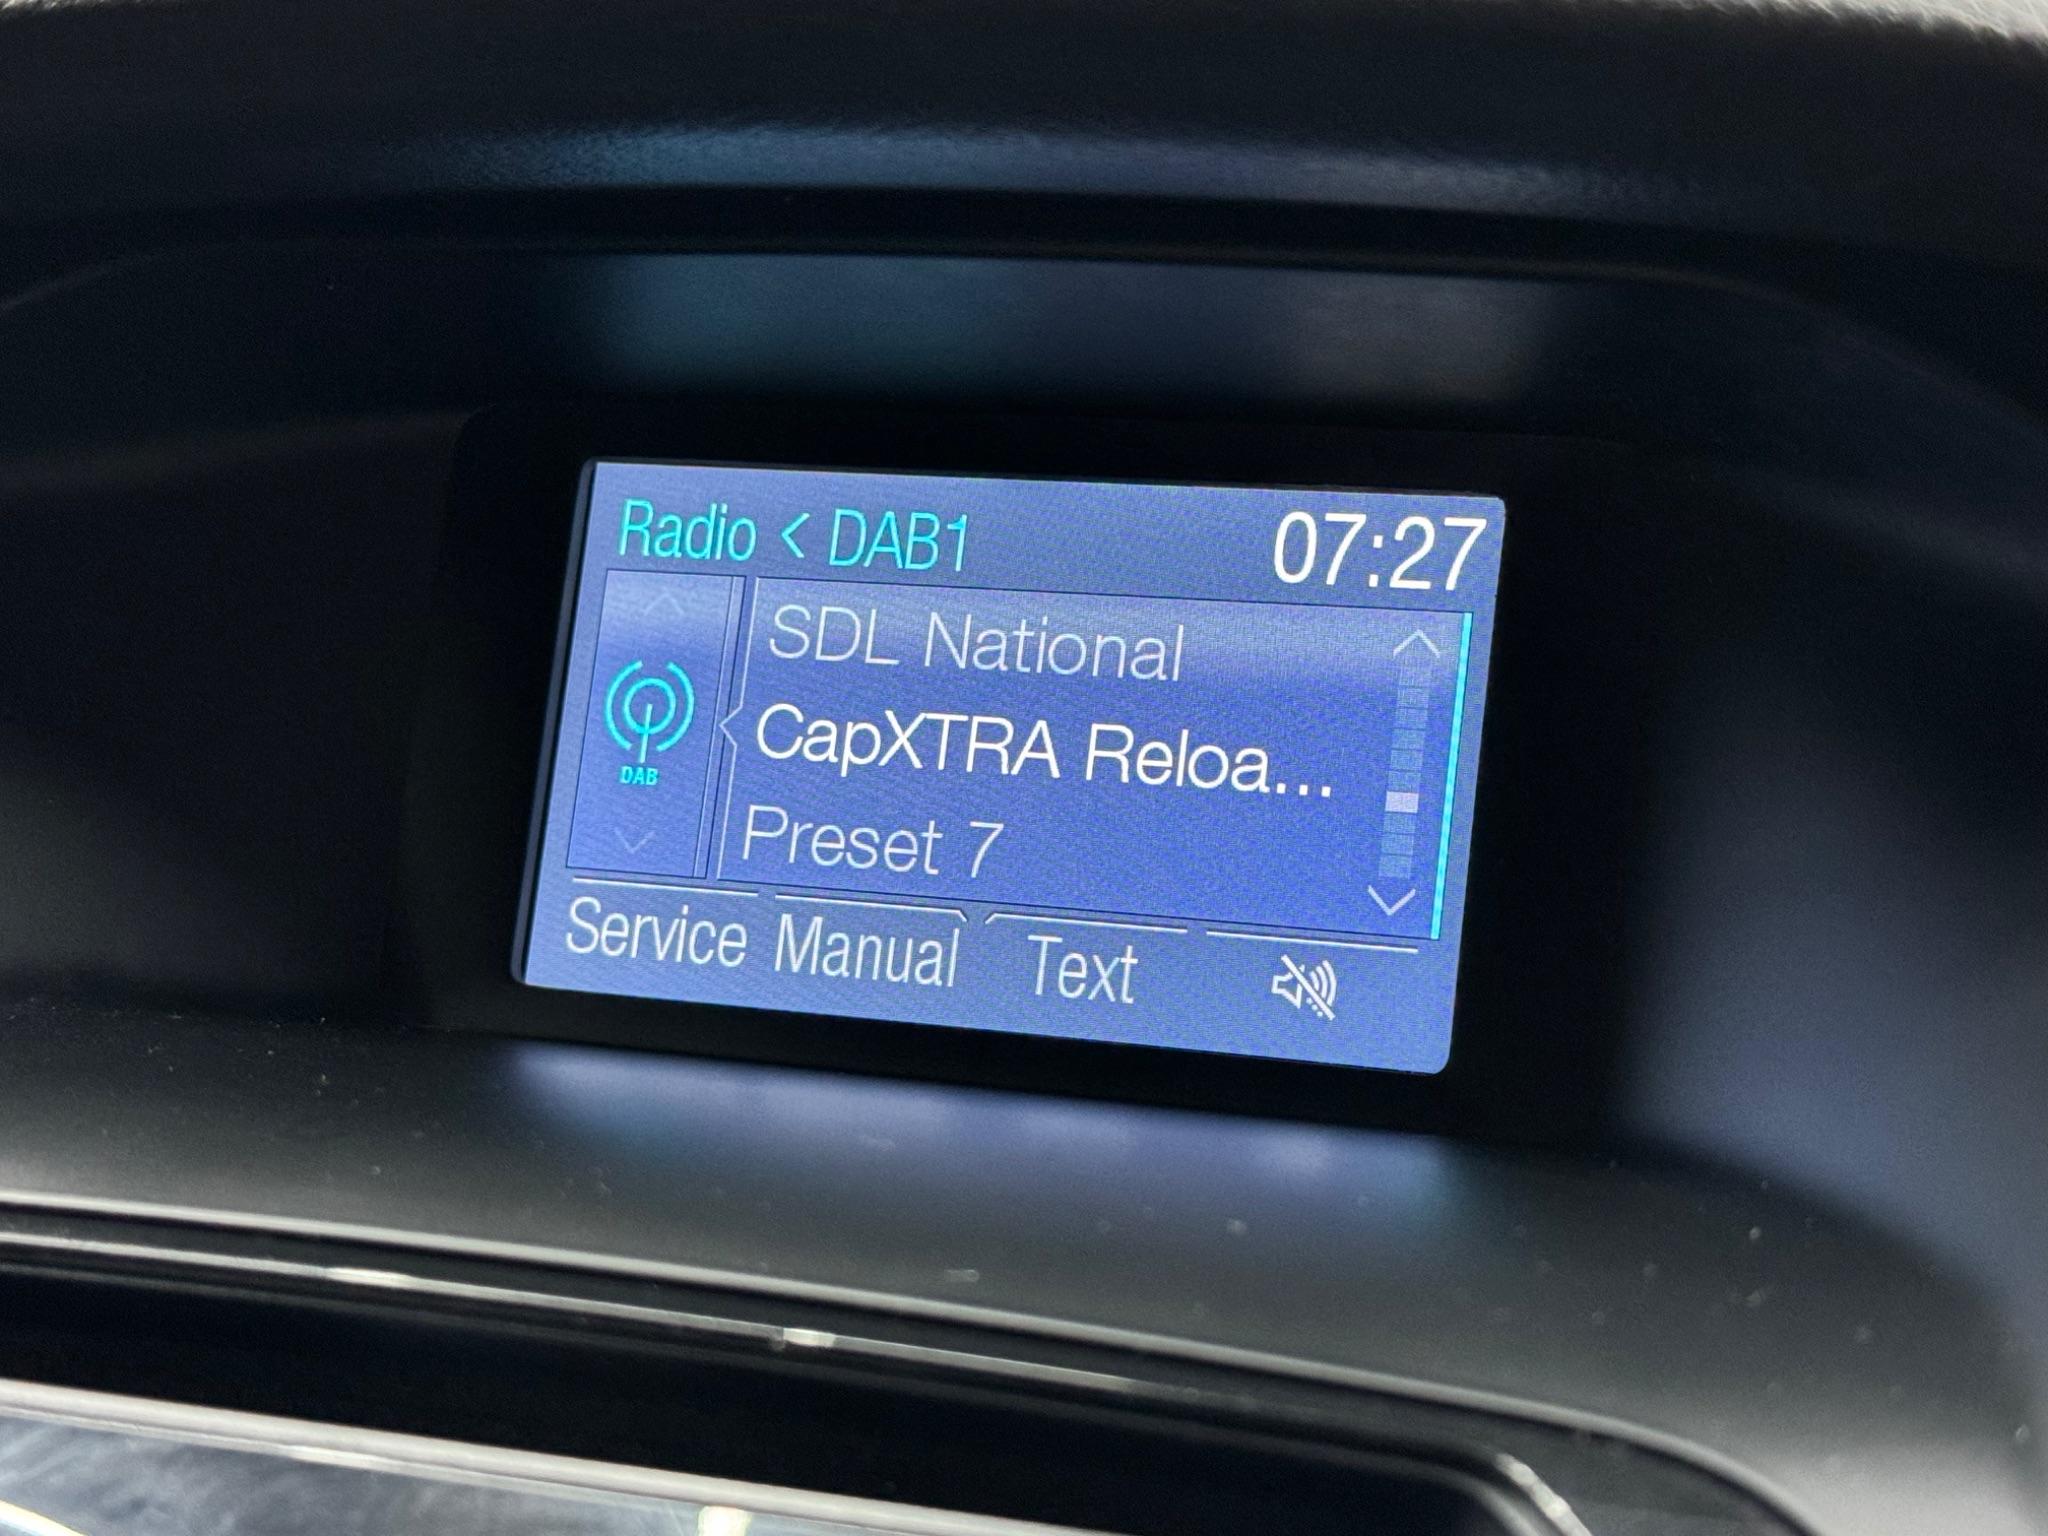 Radio < DAB1 07:27
SDL National
CapXTRA Reloa...
DAB
Preset 7
Service Manual Text